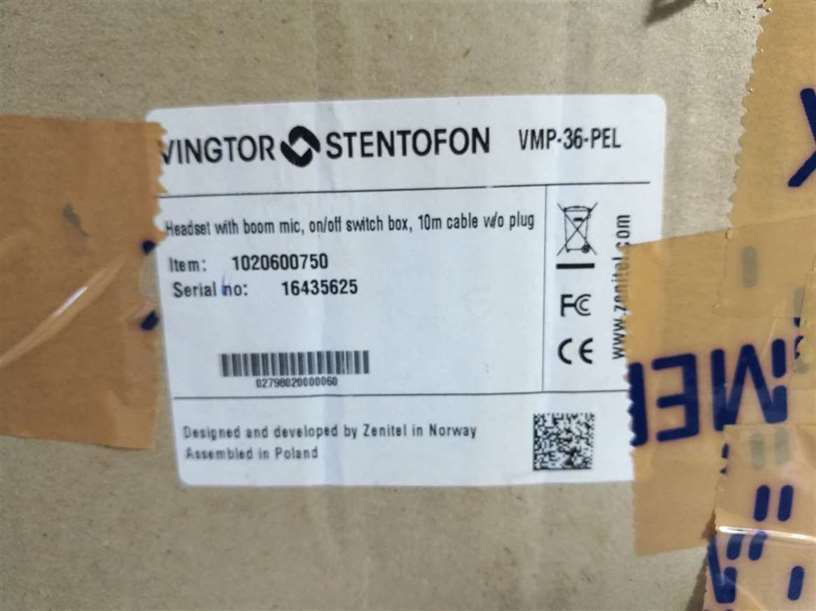 VINGTOR STENTOFON VMP-36-PEL
Headset with boom mic, on/off switch box, 10m cable w/o plug
Item: 1020600750
Serial no: 16435625
FC
CE
www.zenitel.com
02798020000060
Designed and developed by Zenitel in Norway
Assembled in Poland